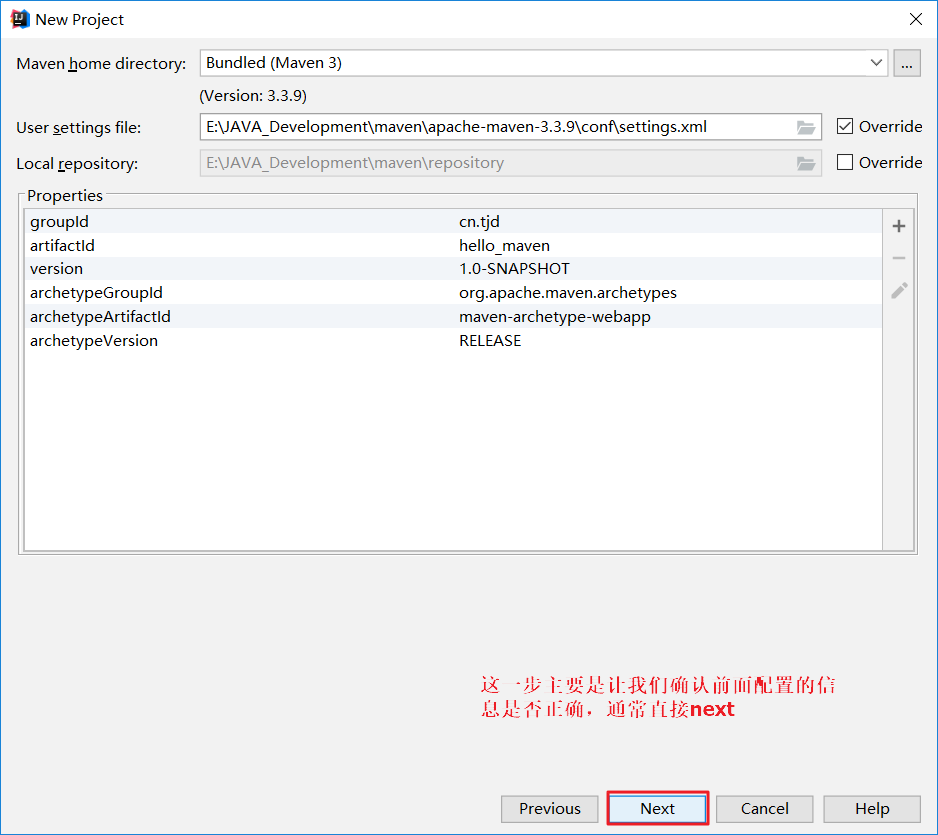 New Project
Maven home directory: Bundled (Maven 3) ...
(Version: 3.3.9)
User settings file: E:\JAVA_Development\maven\apache-maven-3.3.9\conf\settings.xml Override
Local repository: E:\JAVA_Development\maven\repository Override
Properties
groupId cn.tjd
artifactId hello_maven
version 1.0-SNAPSHOT
archetypeGroupId org.apache.maven.archetypes
archetypeArtifactId maven-archetype-webapp
archetypeVersion RELEASE
这一步主要是让我们确认前面配置的信
息是否正确，通常直接next
Previous Next Cancel Help